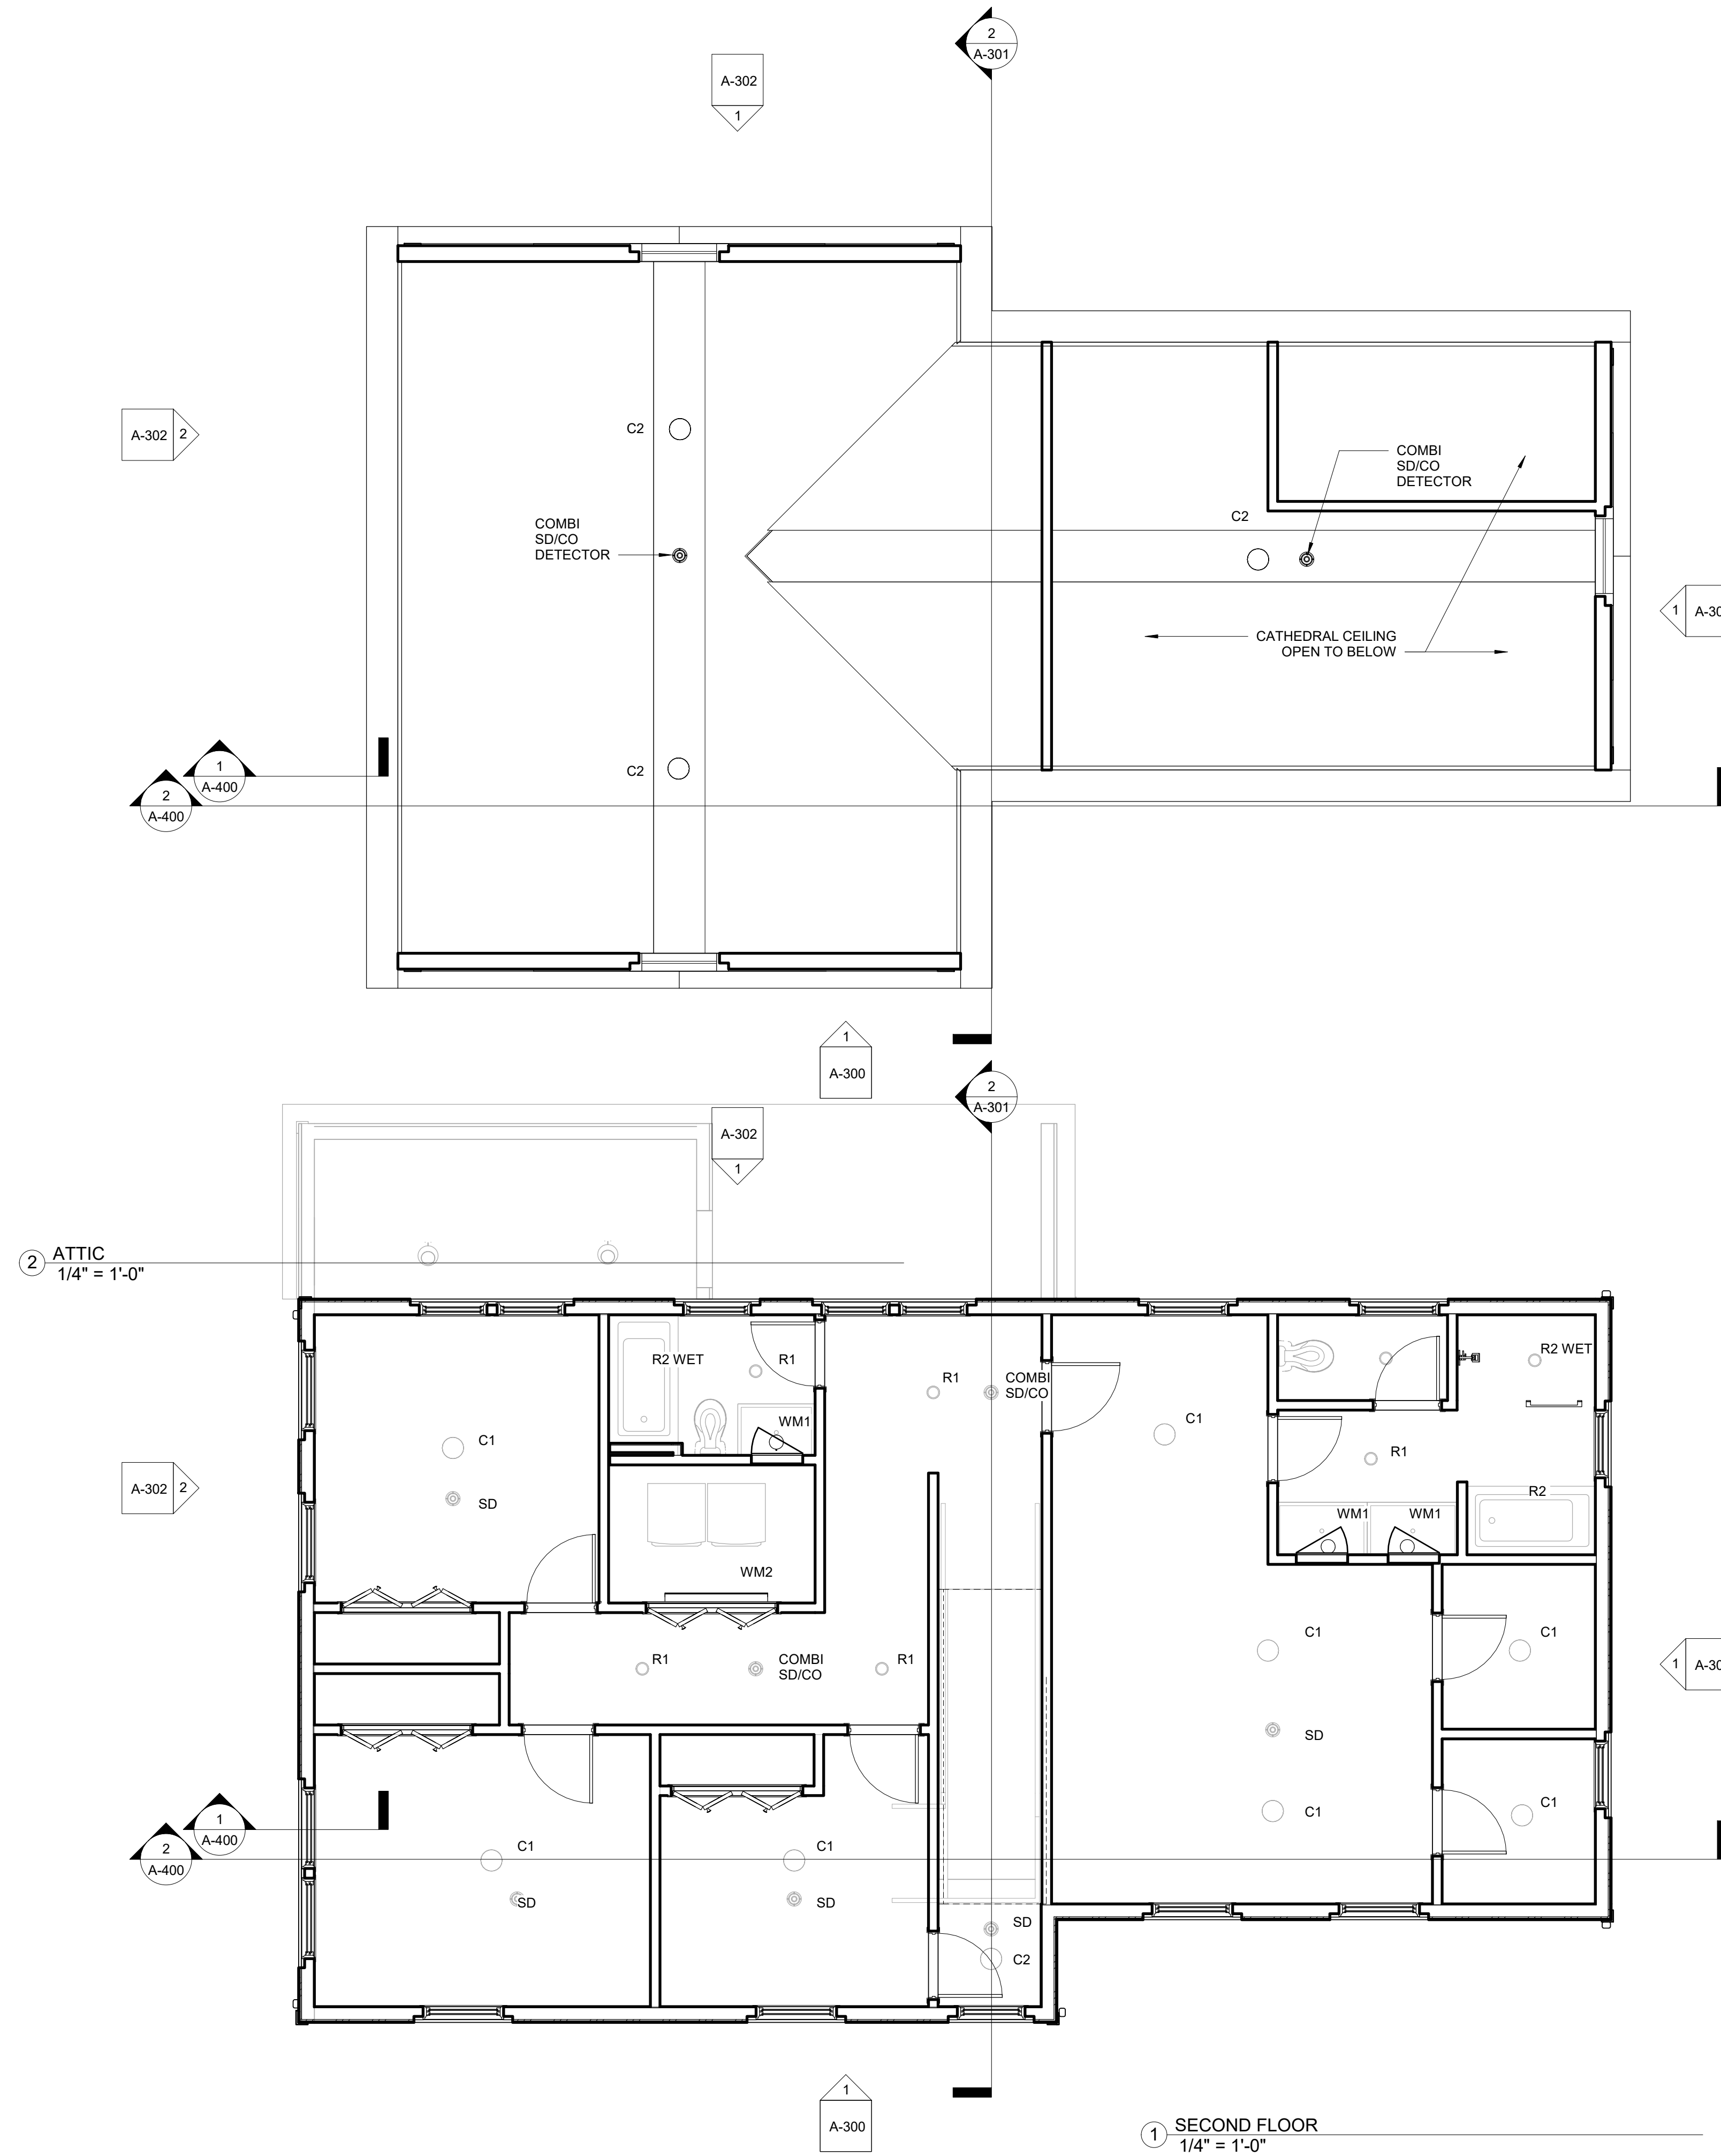 2
A-301
A-302
1
C2
COMBI
SD/CO
DETECTOR
COMBI
SD/CO
DETECTOR
C2
A-302
2
CATHEDRAL CEILING
OPEN TO BELOW
1
C2
1
A-400
2
A-400
1
A-300
2
A-301
A-302
1
2
ATTIC
1/4" = 1'-0"
R2 WET
R1
R1
COMBI
SD/CO
R2 WET
WM1
C1
C1
R1
A-302
2
SD
R2
WM1
WM1
WM2
C1
C1
R1
COMBI
SD/CO
R1
1
SD
C1
C1
1
A-400
2
A-400
C1
C1
SD
SD
SD
C2
1
A-300
1
SECOND FLOOR
1/4" = 1'-0"